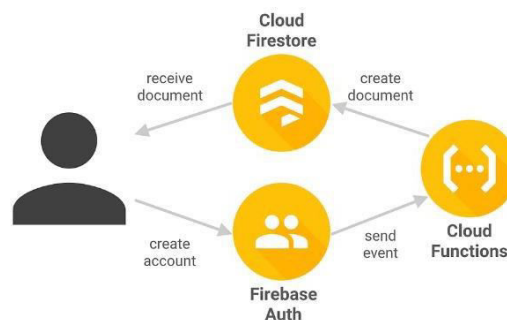 Cloud
Firestore
receive
document
create
document
create
account
send
event
Cloud
Functions
Firebase
Auth